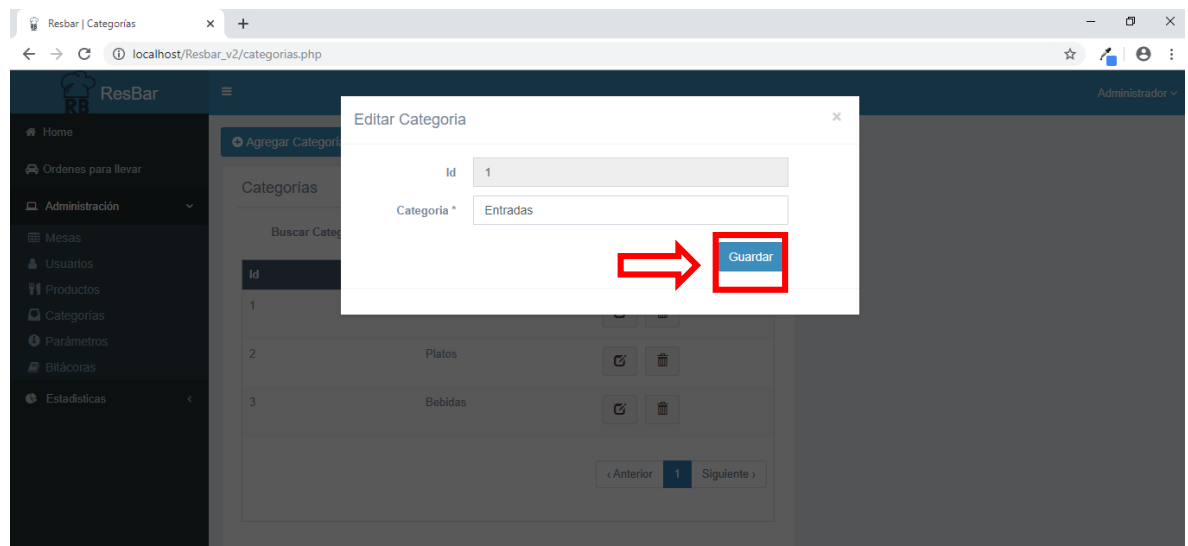 Resbar | Categorías
localhost/Resbar_v2/categorias.php
RB ResBar
Administrador
Home
Ordenes para llevar
Administración
Mesas
Usuarios
Productos
Categorías
Parámetros
Bitácoras
Estadisticas
Agregar Categoría
Categorías
Buscar Categ
Id
1
2 Platos
3 Bebidas
‹ Anterior 1 Siguiente ›
Editar Categoria ×
Id 1
Categoria * Entradas
Guardar